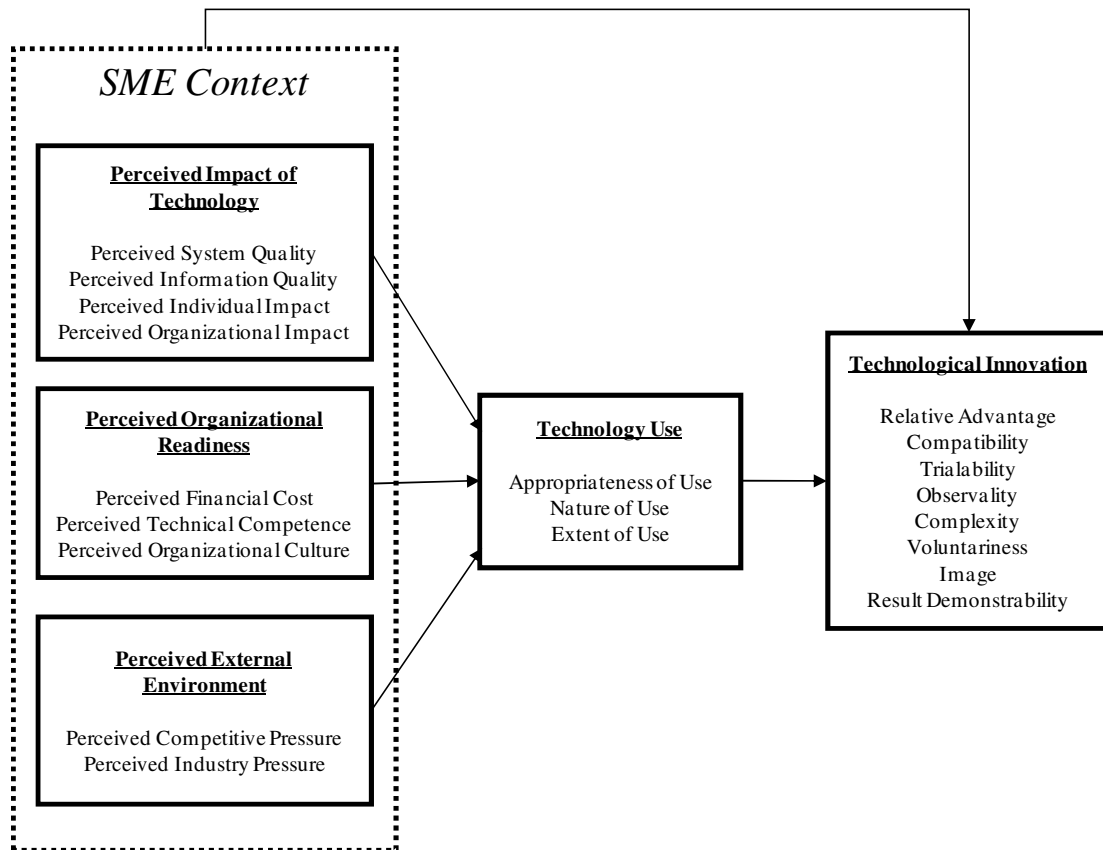 SME Context
Perceived Impact of
Technology
Perceived System Quality
Perceived Information Quality
Perceived Individual Impact
Perceived Organizational Impact
Perceived Organizational
Readiness
Perceived Financial Cost
Perceived Technical Competence
Perceived Organizational Culture
Perceived External
Environment
Perceived Competitive Pressure
Perceived Industry Pressure
Technology Use
Appropriateness of Use
Nature of Use
Extent of Use
Technological Innovation
Relative Advantage
Compatibility
Trialability
Observality
Complexity
Voluntariness
Image
Result Demonstrability